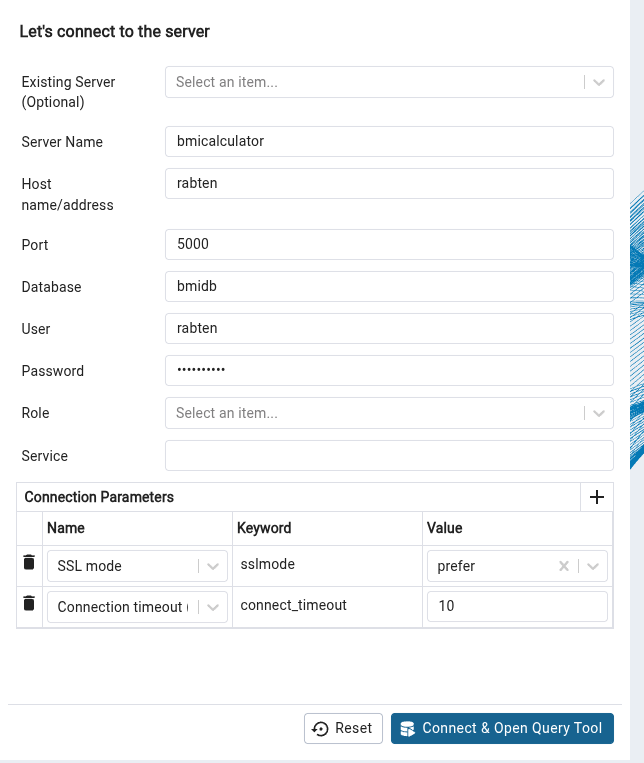 Let's connect to the server
Existing Server (Optional)
Select an item...
Server Name
bmicalculator
Host name/address
rabten
Port
5000
Database
bmidb
User
rabten
Password
••••••••••
Role
Select an item...
Service
Connection Parameters
Name Keyword Value
SSL mode sslmode prefer
Connection timeout ( connect_timeout 10
Reset Connect & Open Query Tool